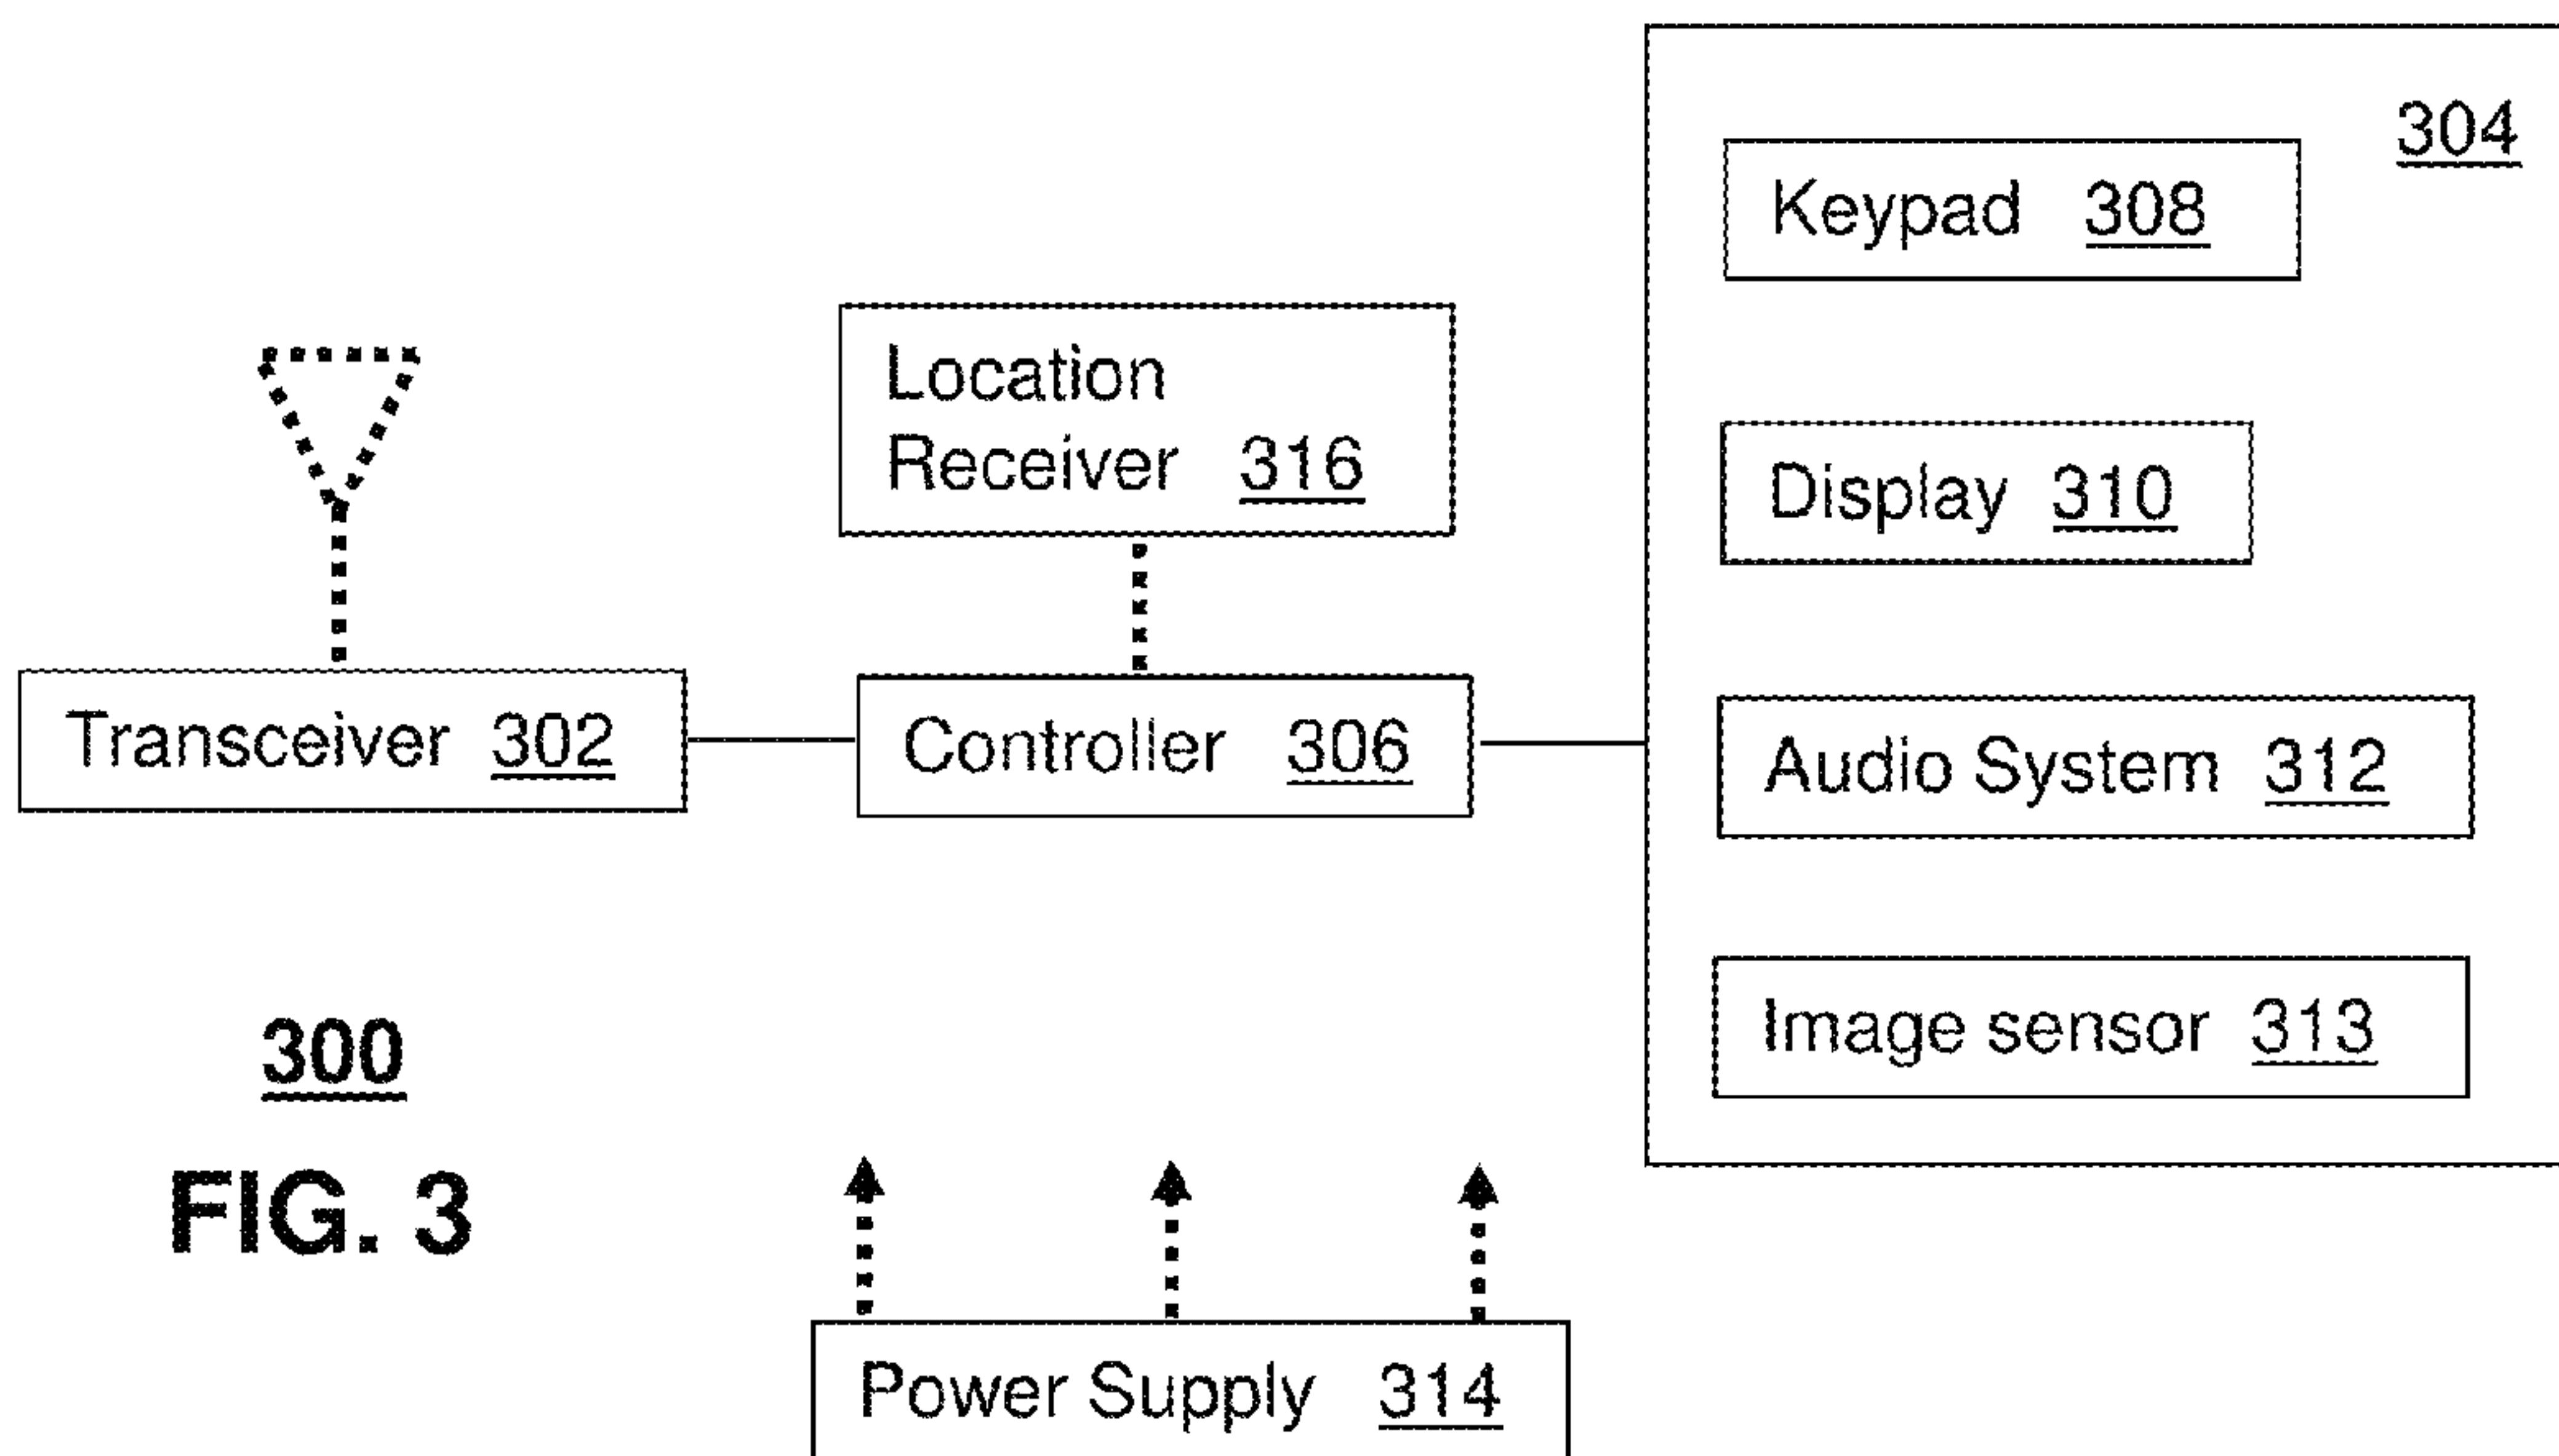 304
Keypad 308
Location
Receiver 316
Display 310
Transceiver 302
Controller 306
Audio System 312
Image sensor 313
300
FIG. 3
Power Supply 314